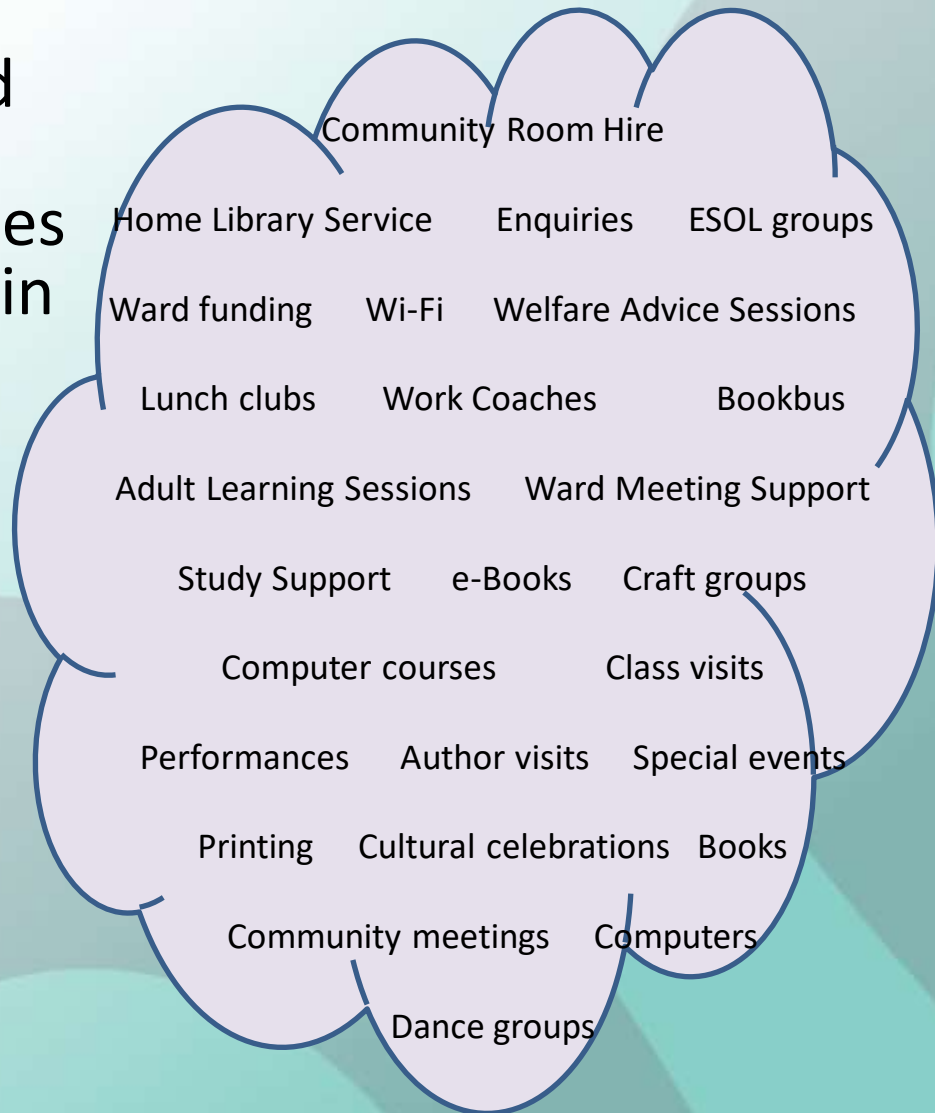 Community Room Hire
Home Library Service Enquiries ESOL groups
Ward funding Wi-Fi Welfare Advice Sessions
Lunch clubs Work Coaches Bookbus
Adult Learning Sessions Ward Meeting Support
Study Support e-Books Craft groups
Computer courses Class visits
Performances Author visits Special events
Printing Cultural celebrations Books
Community meetings Computers
Dance groups
in